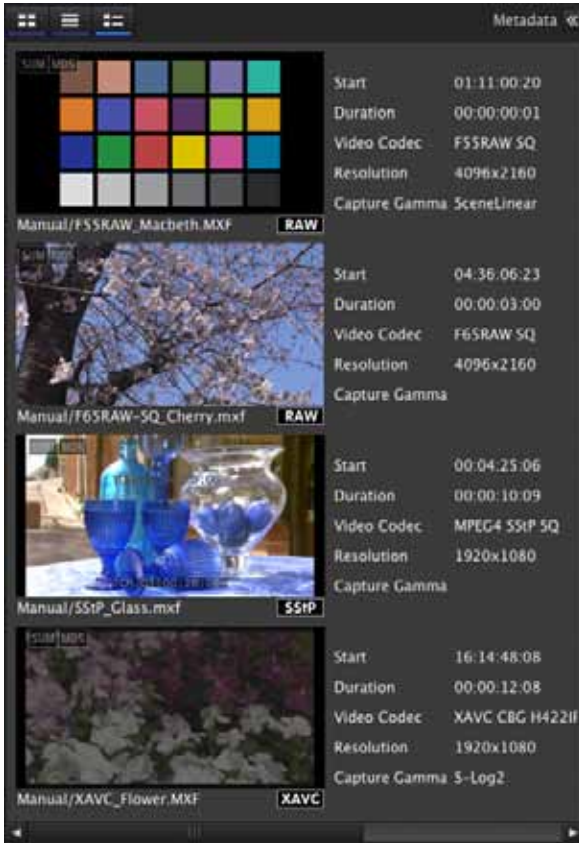 Metadata «
Start 01:11:00:20
Duration 00:00:00:01
Video Codec F55RAW SQ
Resolution 4096x2160
Capture Gamma SceneLinear
Manual/F55RAW_Macbeth.MXF RAW
Start 04:36:06:23
Duration 00:00:03:00
Video Codec F65RAW SQ
Resolution 4096x2160
Capture Gamma
Manual/F65RAW-SQ_Cherry.mxf RAW
Start 00:04:25:06
Duration 00:00:10:09
Video Codec MPEG4 SStP SQ
Resolution 1920x1080
Capture Gamma
Manual/SStP_Glass.mxf SStP
Start 16:14:48:08
Duration 00:00:12:08
Video Codec XAVC CBG H422IF
Resolution 1920x1080
Capture Gamma S-Log2
Manual/XAVC_Flower.MXF XAVC